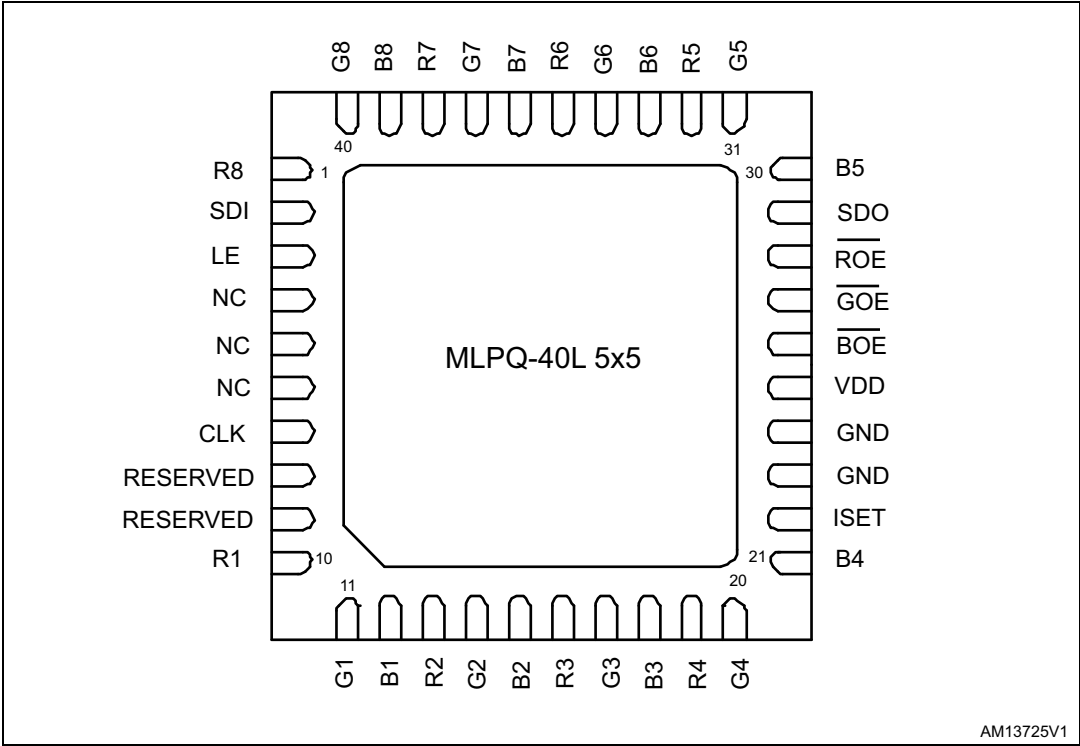 G8 B8 R7 G7 B7 R6 G6 B6 R5 G5
40 31
R8 1 30 B5
SDI SDO
LE ROE
NC GOE
NC MLPQ-40L 5x5 BOE
NC VDD
CLK GND
RESERVED GND
RESERVED ISET
R1 10 21 B4
11 20
G1 B1 R2 G2 B2 R3 G3 B3 R4 G4
AM13725V1